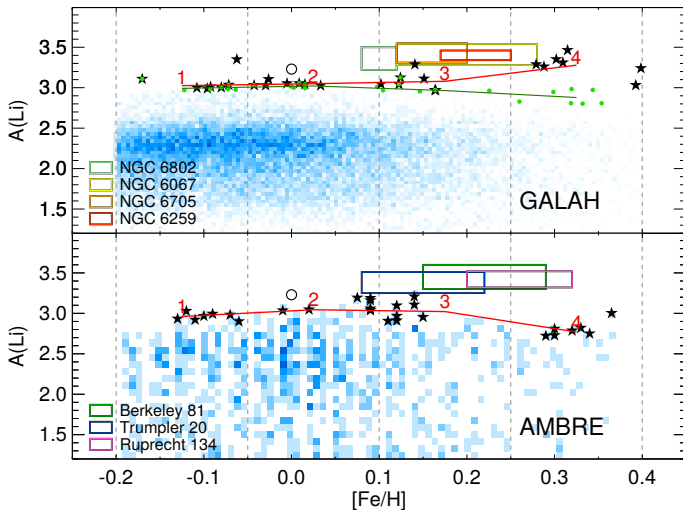 3.5
3.0
2.5
2.0
1.5
A(Li)
1
2
3
4
NGC 6802
NGC 6067
NGC 6705
NGC 6259
GALAH
3.5
3.0
2.5
2.0
1.5
A(Li)
1
2
3
4
Berkeley 81
Trumpler 20
Ruprecht 134
AMBRE
-0.2 -0.1 0.0 0.1 0.2 0.3 0.4
[Fe/H]